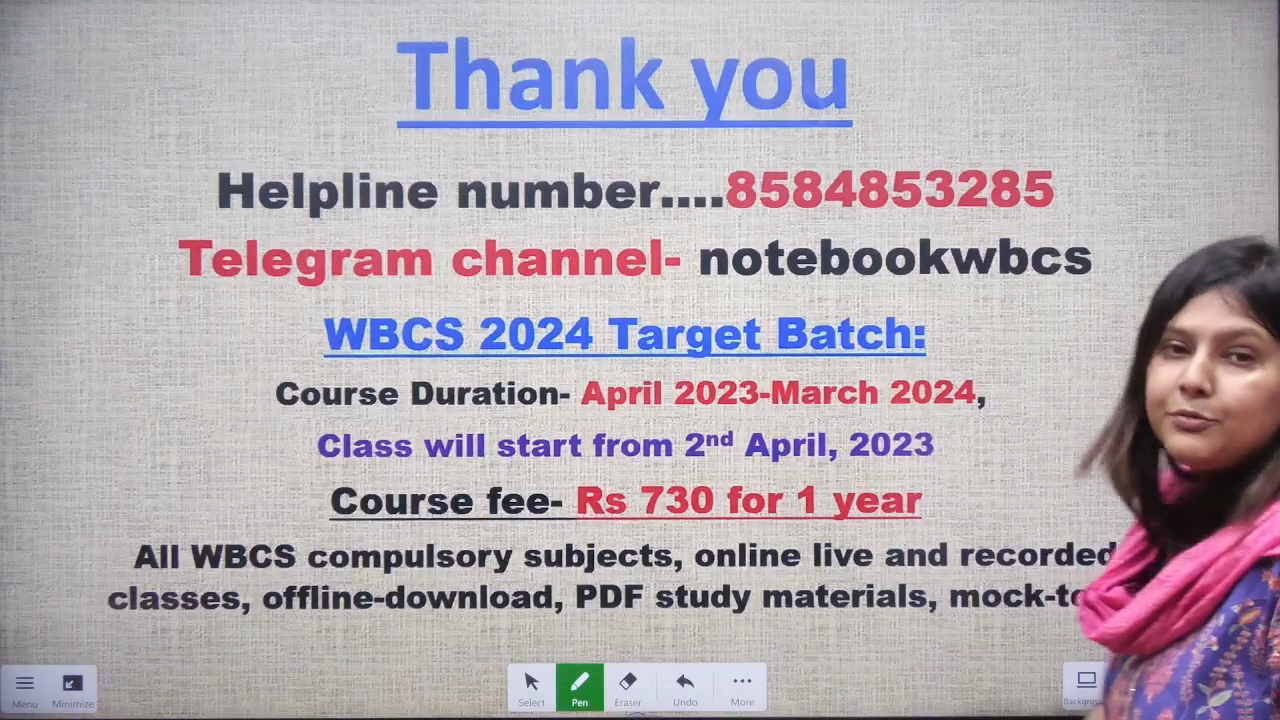 Thank you
Helpline number....8584853285
Telegram channel- notebookwbcs
WBCS 2024 Target Batch:
Course Duration- April 2023-March 2024,
Class will start from 2nd April, 2023
Course fee- Rs 730 for 1 year
All WBCS compulsory subjects, online live and recorded
classes, offline-download, PDF study materials,
Menu Minimize Select Pen Eraser Undo More